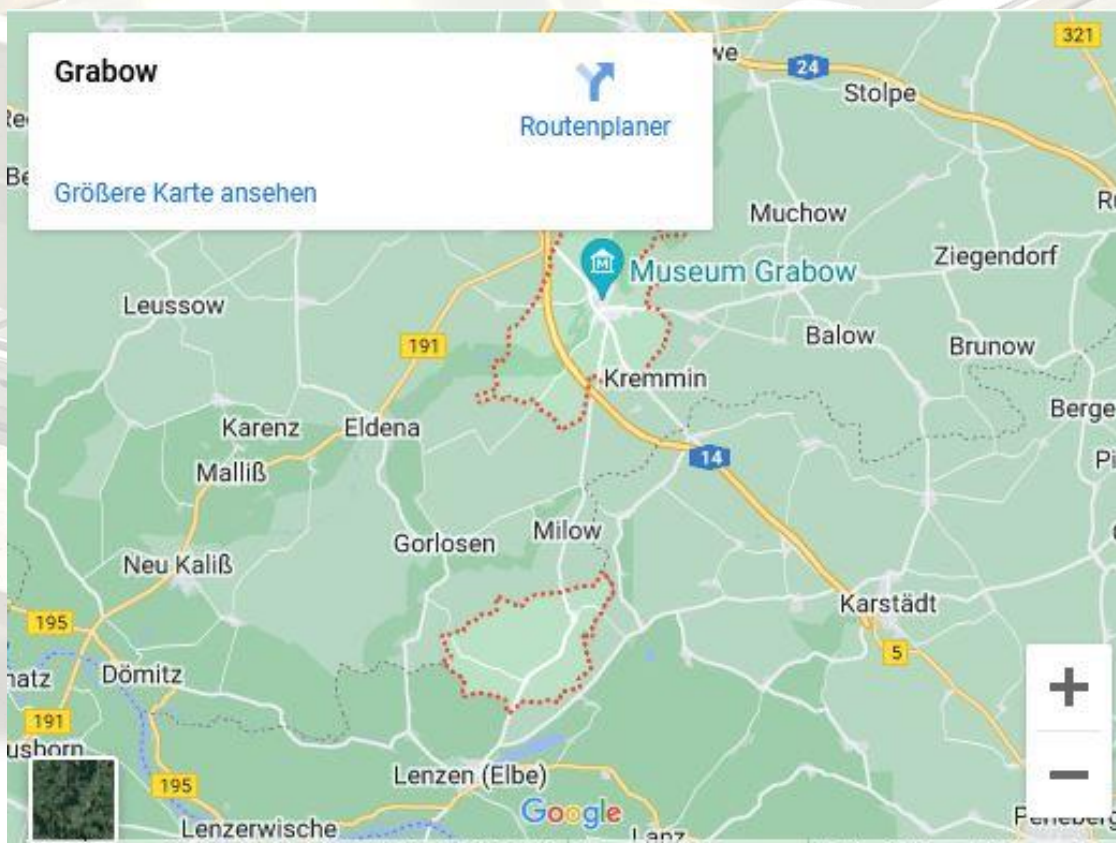 Grabow
Routenplaner
Größere Karte ansehen
24
321
Stolpe
Muchow
Ziegendorf
Museum Grabow
Leussow
191
Balow
Brunow
Kremmin
Karenz
Eldena
14
Malliß
Gorlosen
Milow
Neu Kaliß
Karstädt
195
5
Dömitz
191
195
Lenzen (Elbe)
Google
Lenzerwische
Lanz
+
−